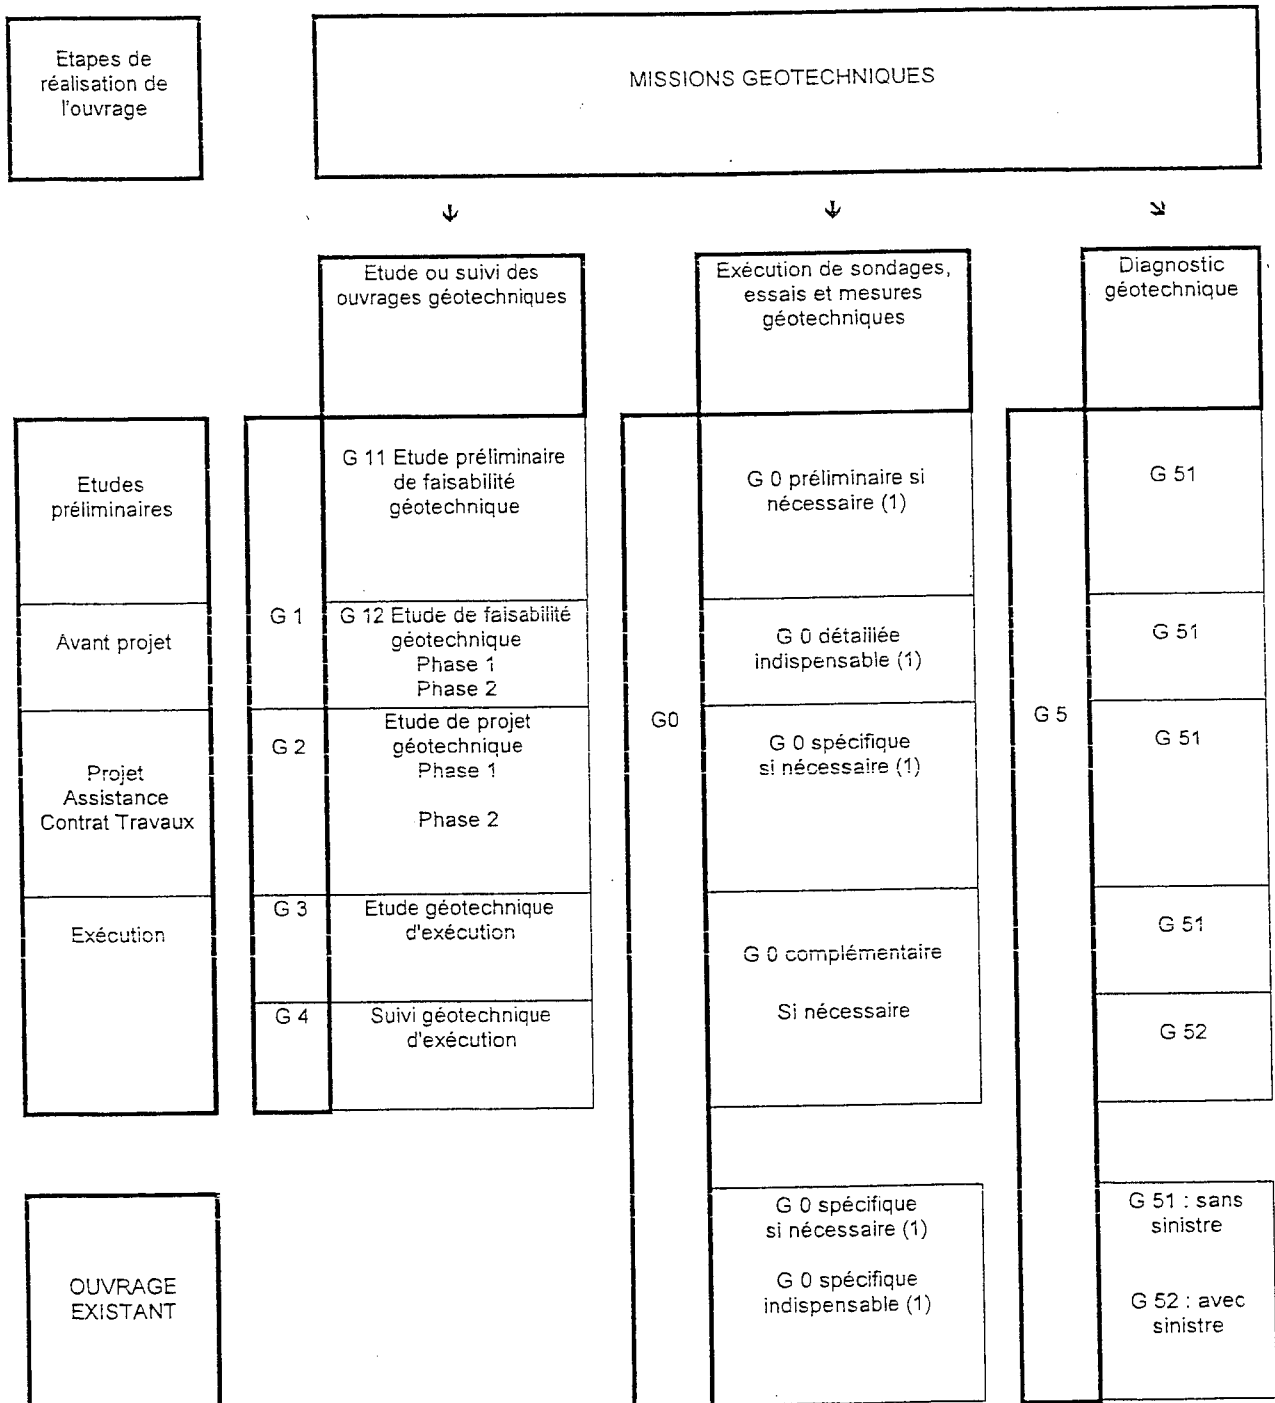 Etapes de
réalisation de
l'ouvrage
MISSIONS GEOTECHNIQUES
Etude ou suivi des
ouvrages géotechniques
Exécution de sondages,
essais et mesures
géotechniques
Diagnostic
géotechnique
Etudes
préliminaires
G 11 Etude préliminaire
de faisabilité
géotechnique
G 0 préliminaire si
nécessaire (1)
G 51
Avant projet
G 1
G 12 Etude de faisabilité
géotechnique
Phase 1
Phase 2
G0
G 0 détaillée
indispensable (1)
G 5
G 51
Projet
Assistance
Contrat Travaux
G 2
Etude de projet
géotechnique
Phase 1
Phase 2
G 0 spécifique
si nécessaire (1)
G 51
Exécution
G 3
Etude géotechnique
d'exécution
G 0 complémentaire
Si nécessaire
G 51
G 4
Suivi géotechnique
d'exécution
G 52
OUVRAGE
EXISTANT
G 0 spécifique
si nécessaire (1)
G 0 spécifique
indispensable (1)
G 51 : sans
sinistre
G 52 : avec
sinistre